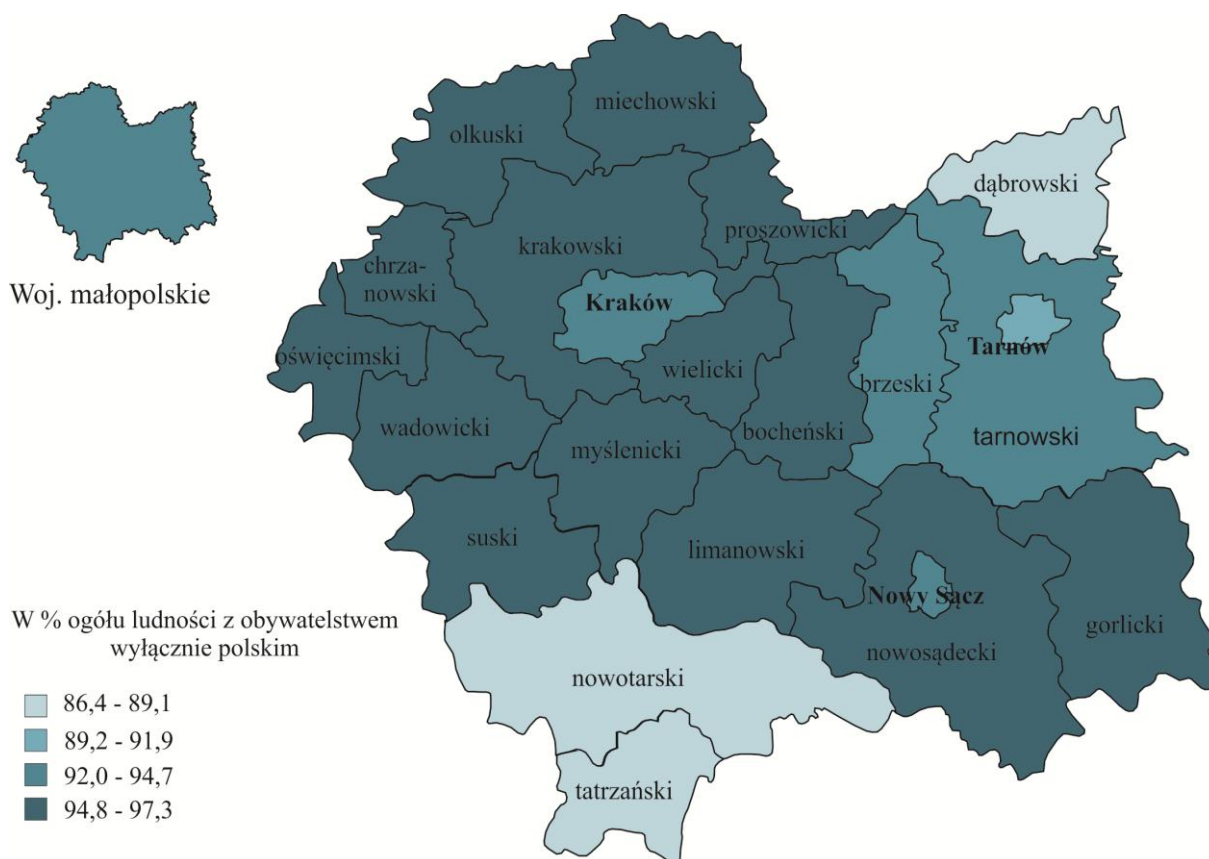 miechowski
olkuski
dąbrowski
proszowicki
krakowski
chrza-
nowski
Woj. małopolskie
Kraków
Tarnów
oświęcimski
wielicki
brzeski
wadowicki
bocheński
tarnowski
myślenicki
suski
limanowski
Nowy Sącz
gorlicki
nowosądecki
nowotarski
tatrzański
W % ogółu ludności z obywatelstwem
wyłącznie polskim
86,4 - 89,1
89,2 - 91,9
92,0 - 94,7
94,8 - 97,3